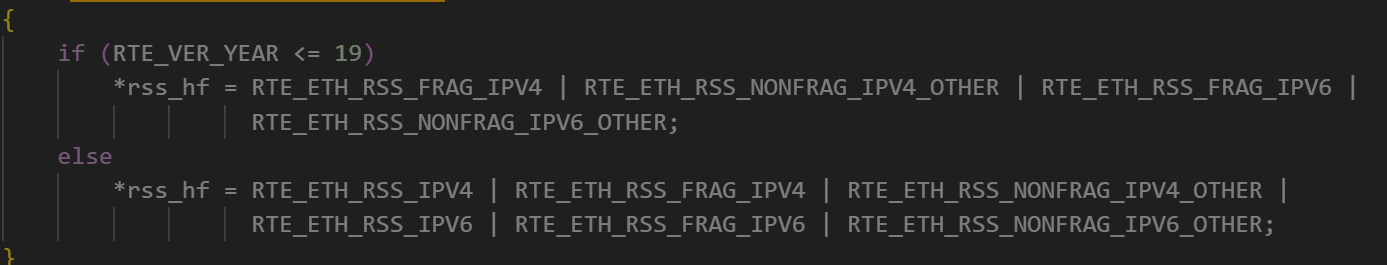 {
if (RTE_VER_YEAR <= 19)
*rss_hf = RTE_ETH_RSS_FRAG_IPV4 | RTE_ETH_RSS_NONFRAG_IPV4_OTHER | RTE_ETH_RSS_FRAG_IPV6 |
RTE_ETH_RSS_NONFRAG_IPV6_OTHER;
else
*rss_hf = RTE_ETH_RSS_IPV4 | RTE_ETH_RSS_FRAG_IPV4 | RTE_ETH_RSS_NONFRAG_IPV4_OTHER |
RTE_ETH_RSS_IPV6 | RTE_ETH_RSS_FRAG_IPV6 | RTE_ETH_RSS_NONFRAG_IPV6_OTHER;
}